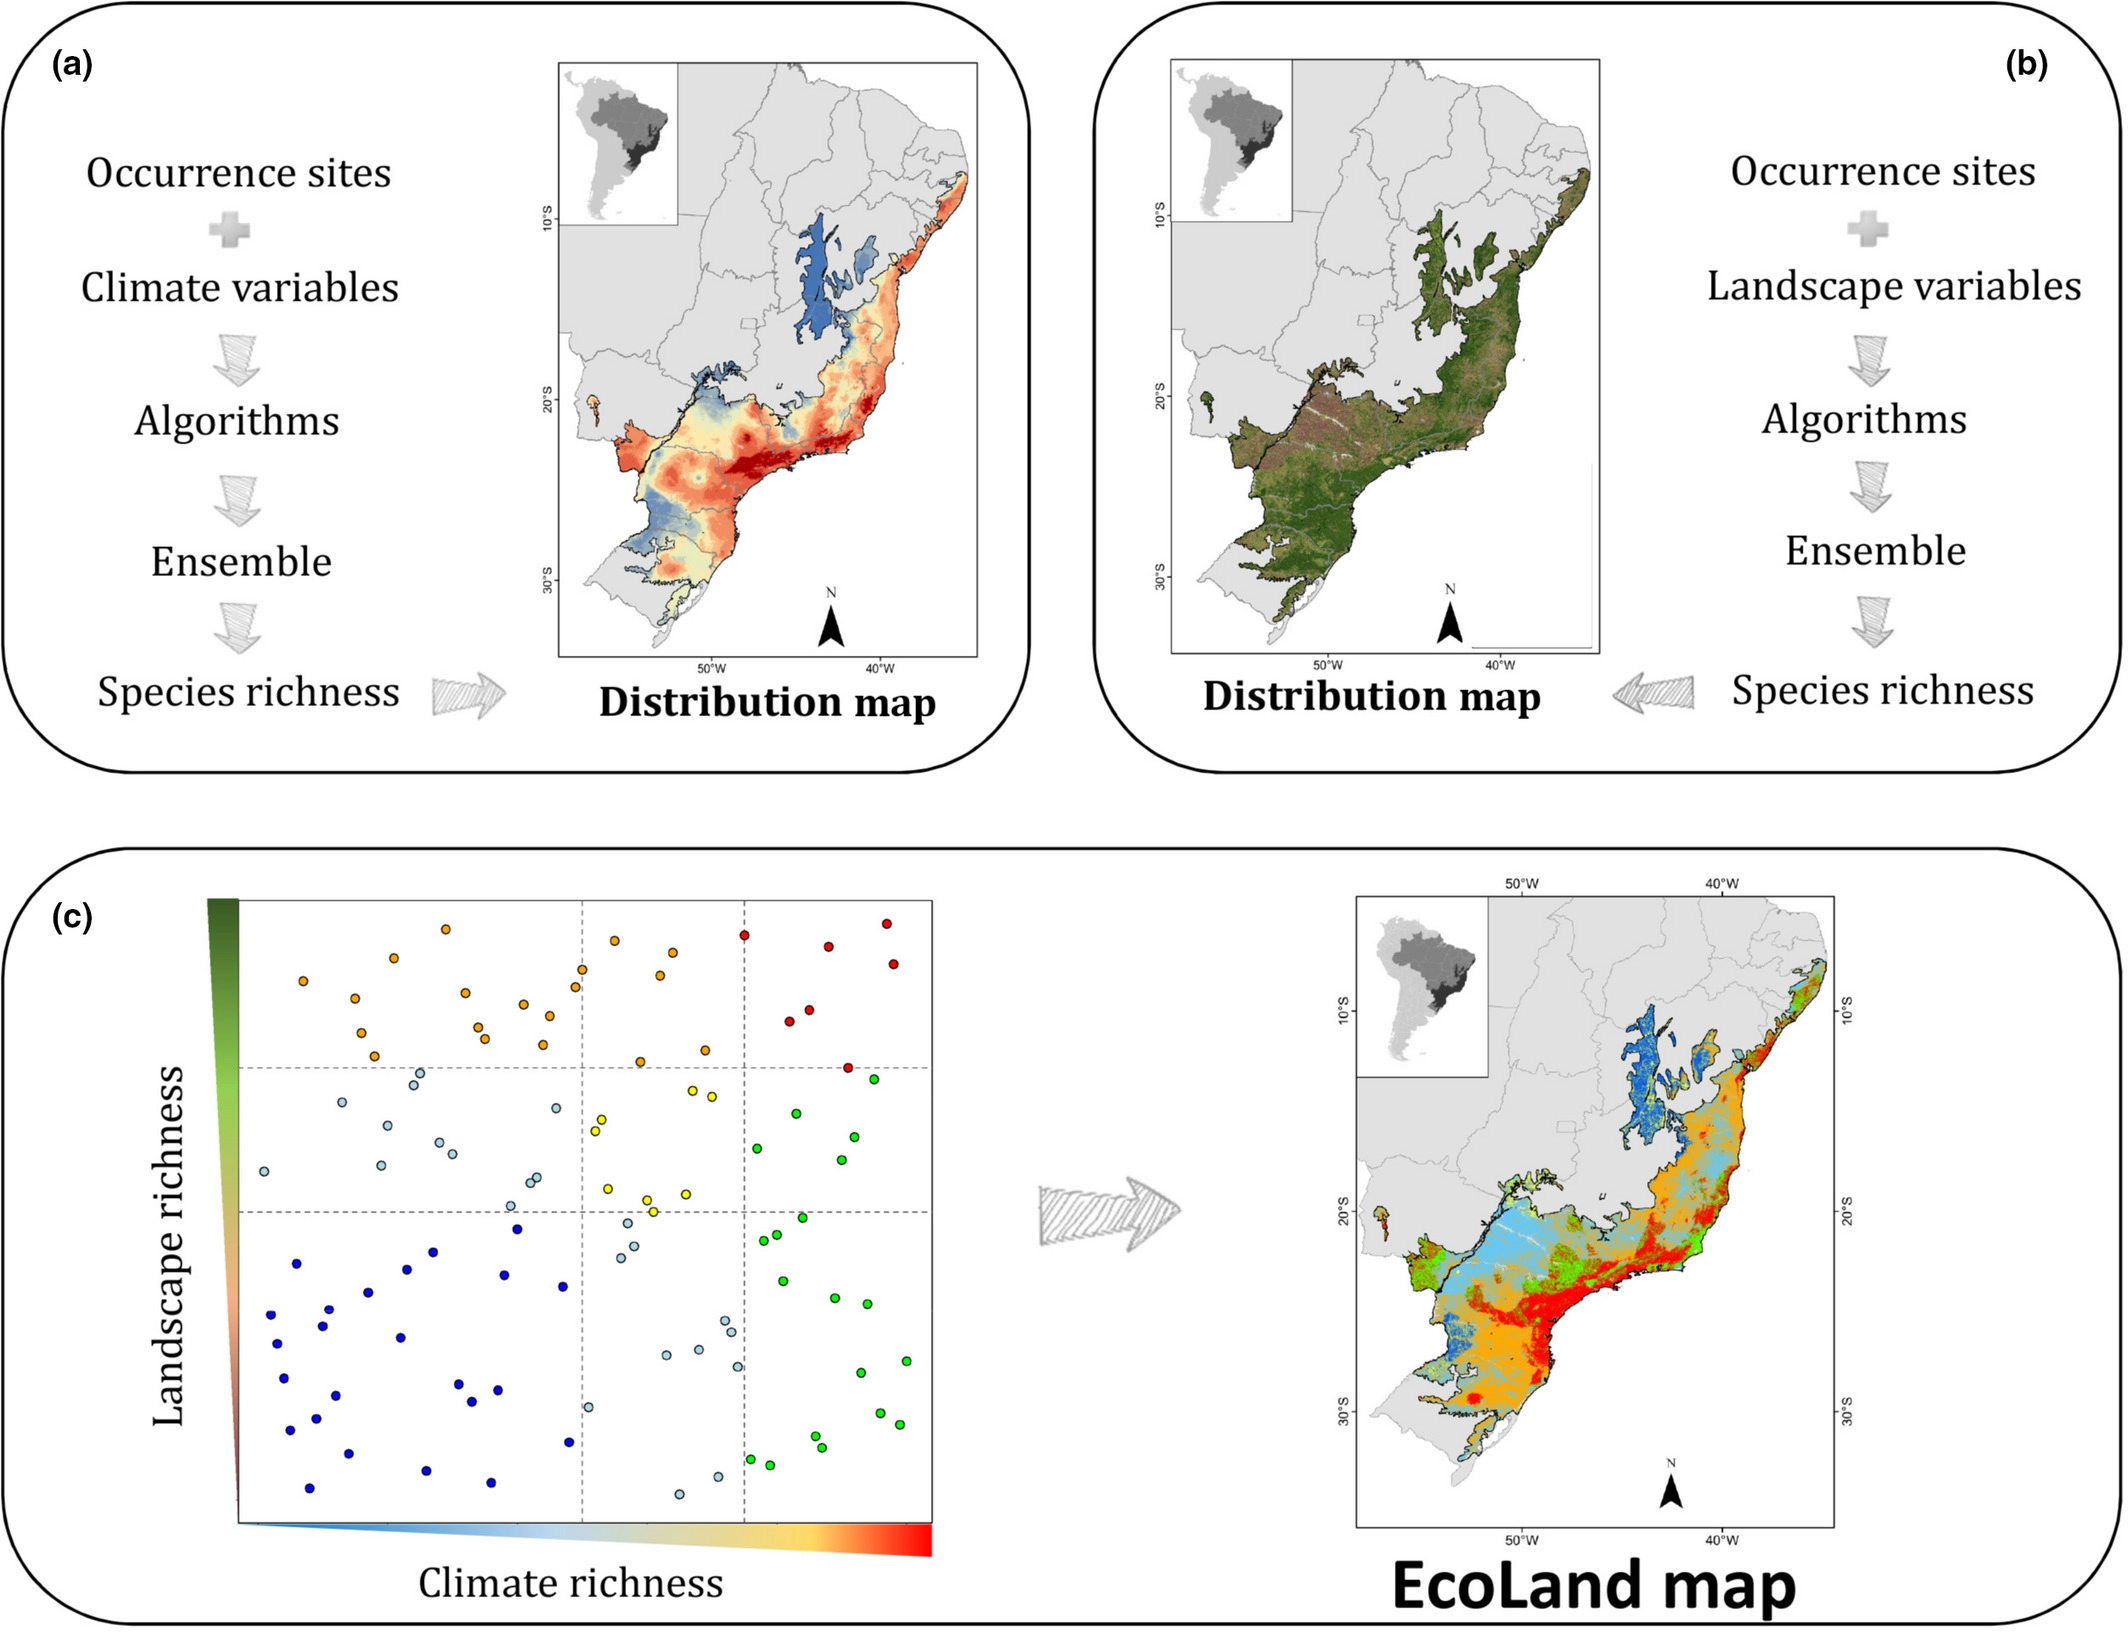 (a)
Occurrence sites
Climate variables
Algorithms
Ensemble
Species richness
10°S
20°S
30°S
N
50°W
40°W
Distribution map
(b)
10°S
20°S
30°S
N
50°W
40°W
Distribution map
Occurrence sites
Landscape variables
Algorithms
Ensemble
Species richness
(c)
Landscape richness
Climate richness
50°W
40°W
10°S
10°S
20°S
20°S
30°S
30°S
N
50°W
40°W
EcoLand map